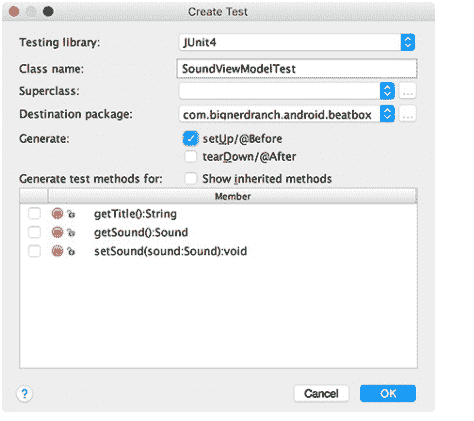 Create Test
Testing library: JUnit4
Class name: SoundViewModelTest
Superclass: ...
Destination package: com.bignerdranch.android.beatbox ...
Generate: setUp/@Before
tearDown/@After
Generate test methods for: Show inherited methods
Member
m getTitle():String
m getSound():Sound
m setSound(sound:Sound):void
? Cancel OK